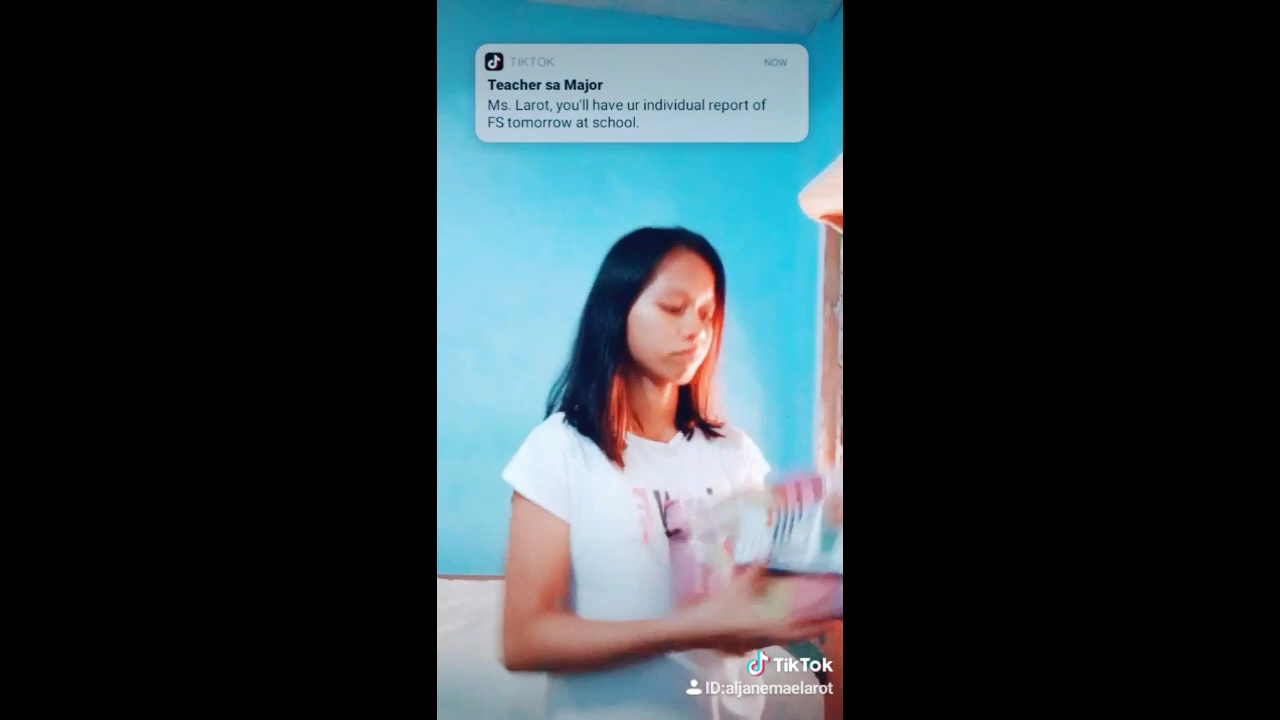 TIKTOK NOW
Teacher sa Major
Ms. Larot, you'll have ur individual report of
FS tomorrow at school.
TikTok
ID:aljanemaelarot